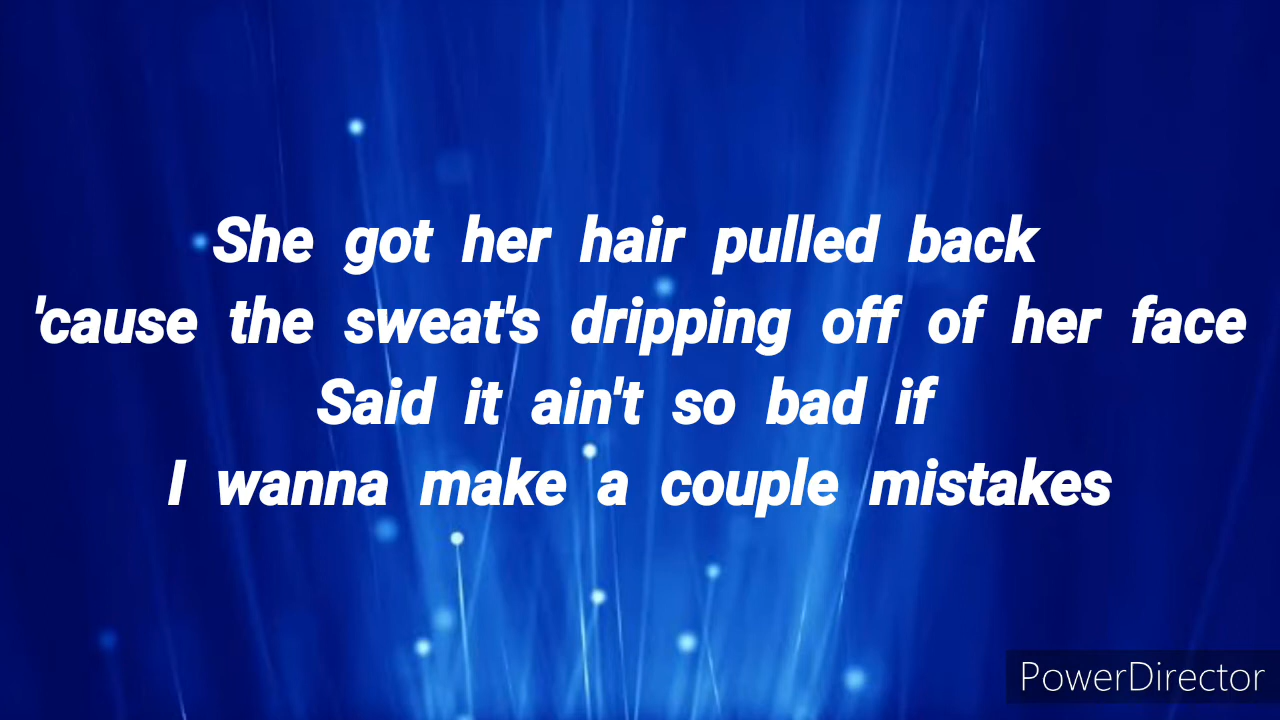 She got her hair pulled back
'cause the sweat's dripping off of her face
Said it ain't so bad if
I wanna make a couple mistakes
PowerDirector